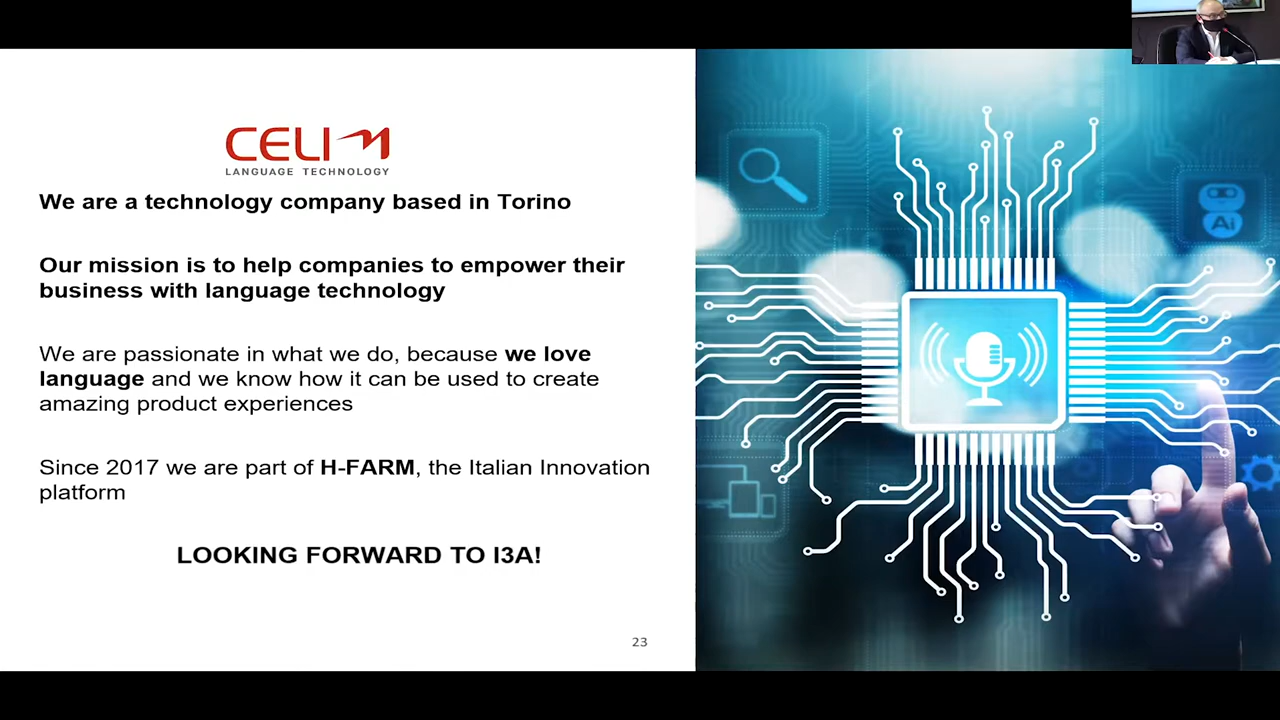 CELI
LANGUAGE TECHNOLOGY
We are a technology company based in Torino
Our mission is to help companies to empower their
business with language technology
We are passionate in what we do, because we love
language and we know how it can be used to create
amazing product experiences
Since 2017 we are part of H-FARM, the Italian Innovation
platform
LOOKING FORWARD TO I3A!
23
Ai